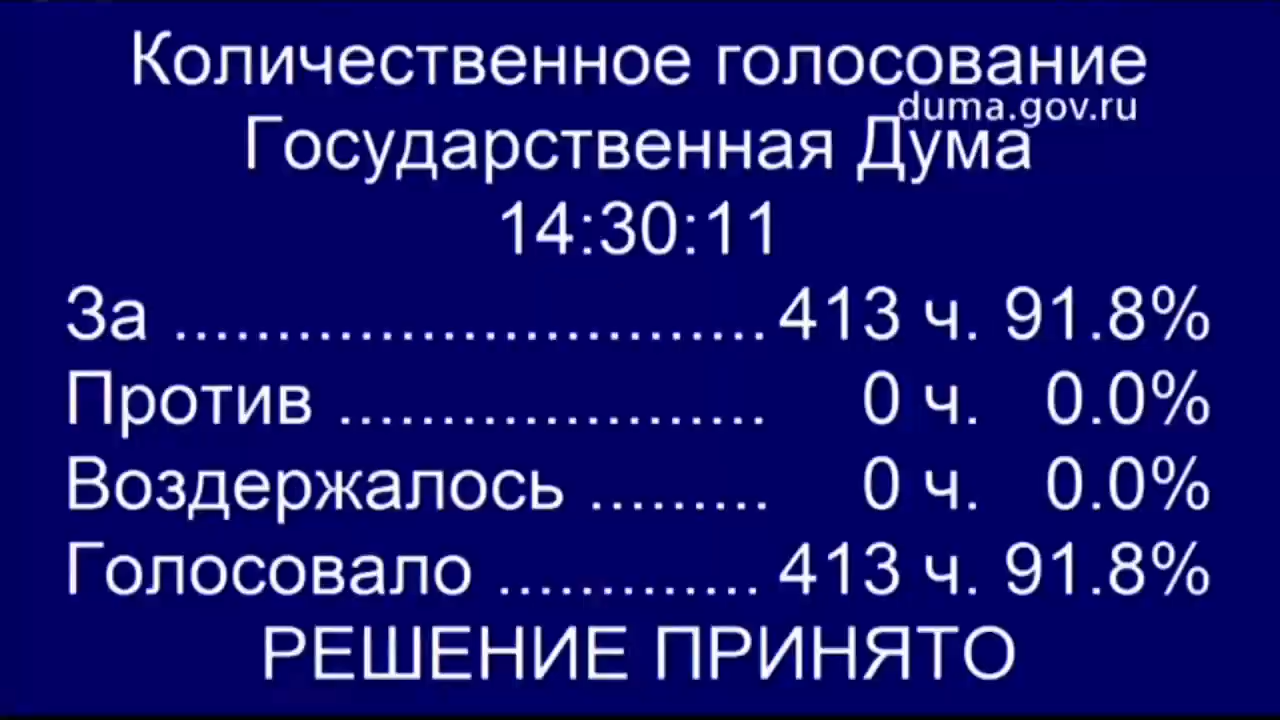 Количественное голосование
duma.gov.ru
Государственная Дума
14:30:11
За ............................. 413 ч. 91.8%
Против ..................... 0 ч. 0.0%
Воздержалось ......... 0 ч. 0.0%
Голосовало ............. 413 ч. 91.8%
РЕШЕНИЕ ПРИНЯТО